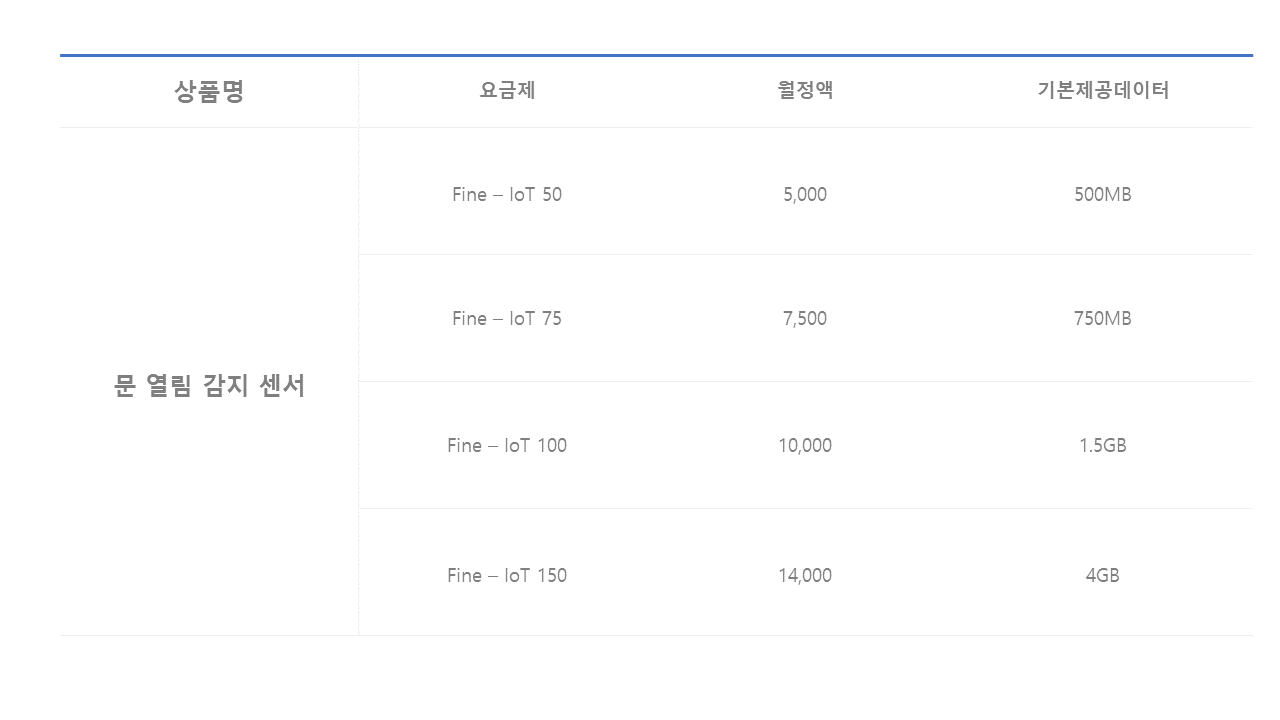 상품명 요금제 월정액 기본제공데이터
Fine – IoT 50 5,000 500MB
Fine – IoT 75 7,500 750MB
문 열림 감지 센서
Fine – IoT 100 10,000 1.5GB
Fine – IoT 150 14,000 4GB